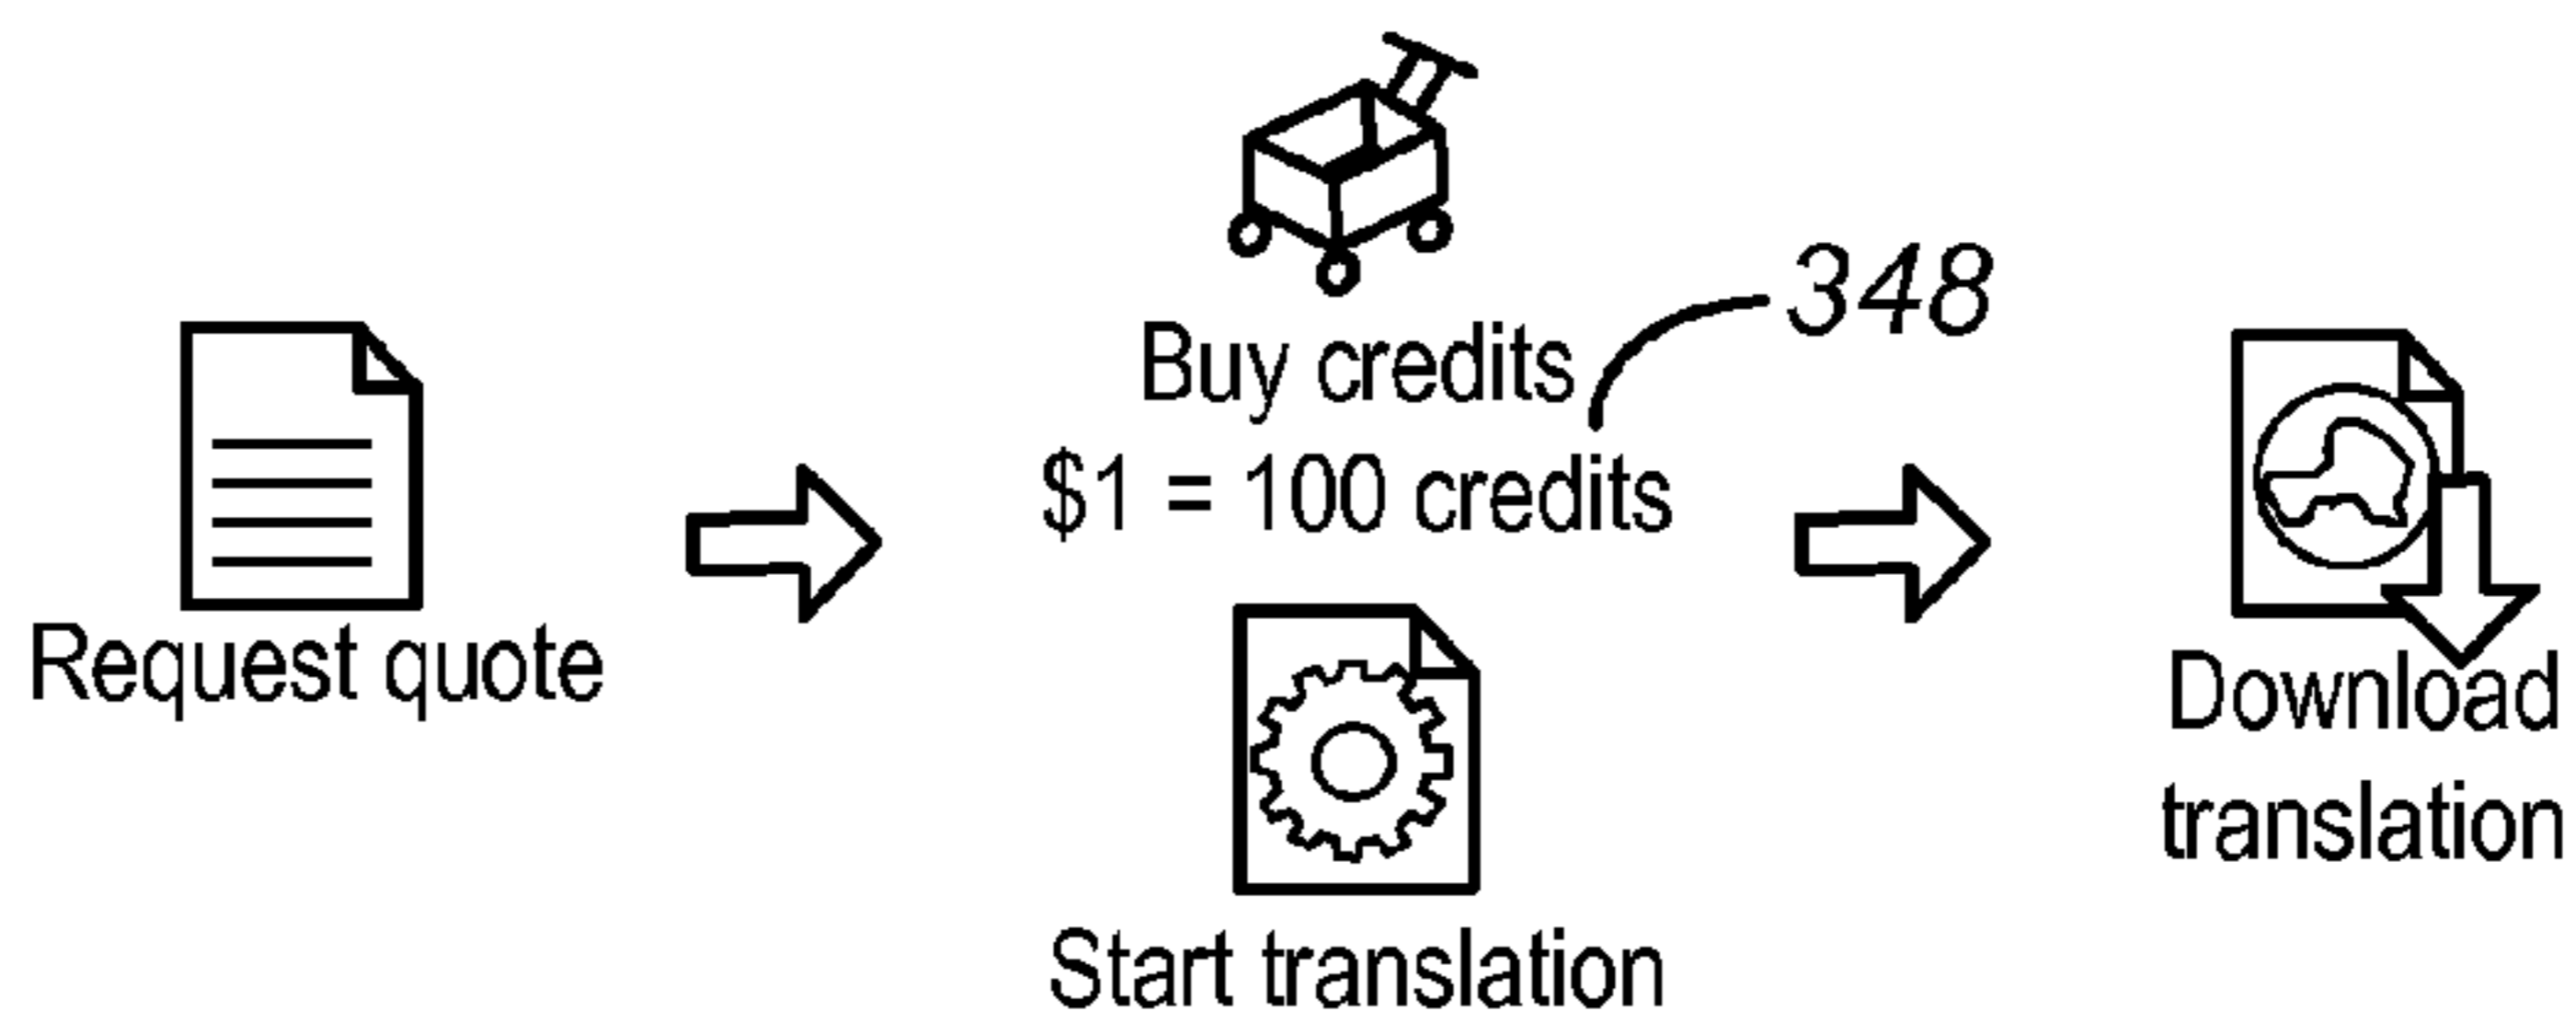 Request quote
Buy credits
348
$1 = 100 credits
Start translation
Download
translation